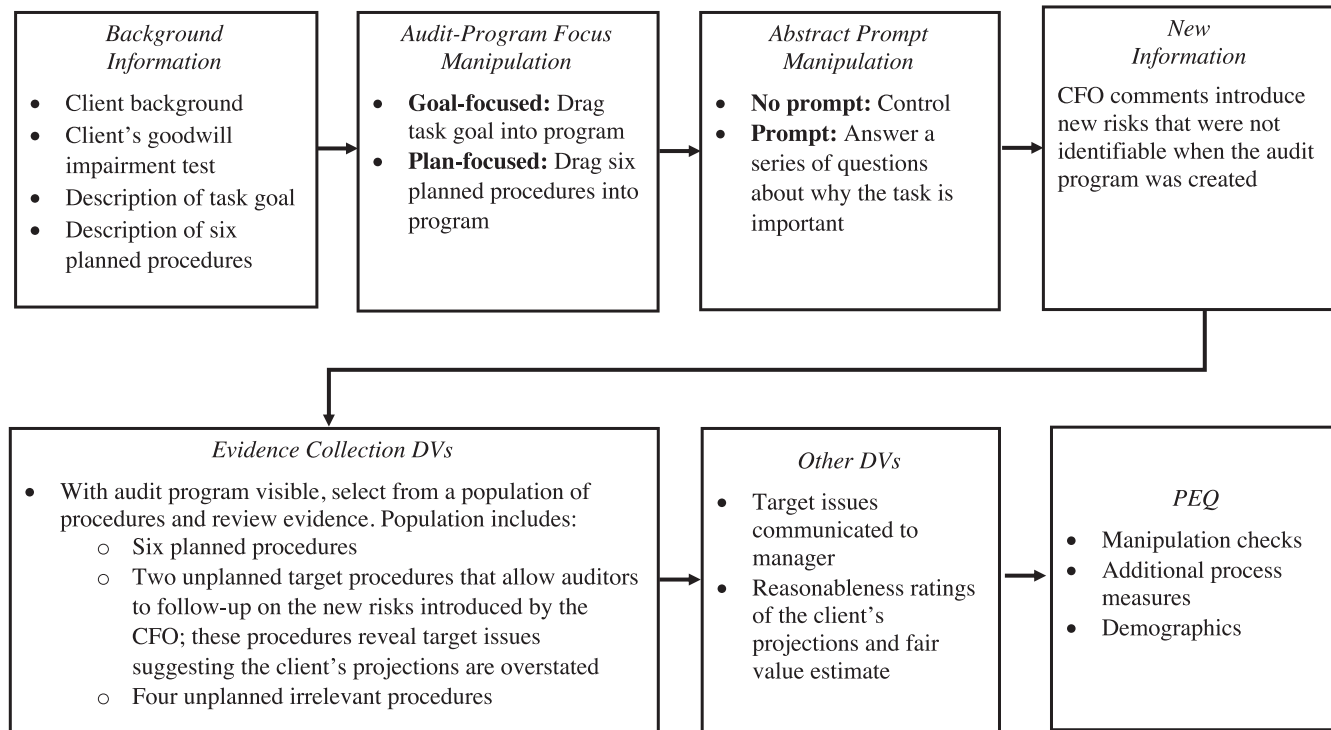 Background
Information
• Client background
• Client's goodwill
impairment test
• Description of task goal
• Description of six
planned procedures
Audit-Program Focus
Manipulation
• Goal-focused: Drag
task goal into program
• Plan-focused: Drag six
planned procedures into
program
Abstract Prompt
Manipulation
• No prompt: Control
• Prompt: Answer a
series of questions
about why the task is
important
New
Information
CFO comments introduce
new risks that were not
identifiable when the audit
program was created
Evidence Collection DVs
• With audit program visible, select from a population of
procedures and review evidence. Population includes:
o Six planned procedures
o Two unplanned target procedures that allow auditors
to follow-up on the new risks introduced by the
CFO; these procedures reveal target issues
suggesting the client's projections are overstated
o Four unplanned irrelevant procedures
Other DVs
• Target issues
communicated to
manager
• Reasonableness ratings
of the client's
projections and fair
value estimate
PEQ
• Manipulation checks
• Additional process
measures
• Demographics